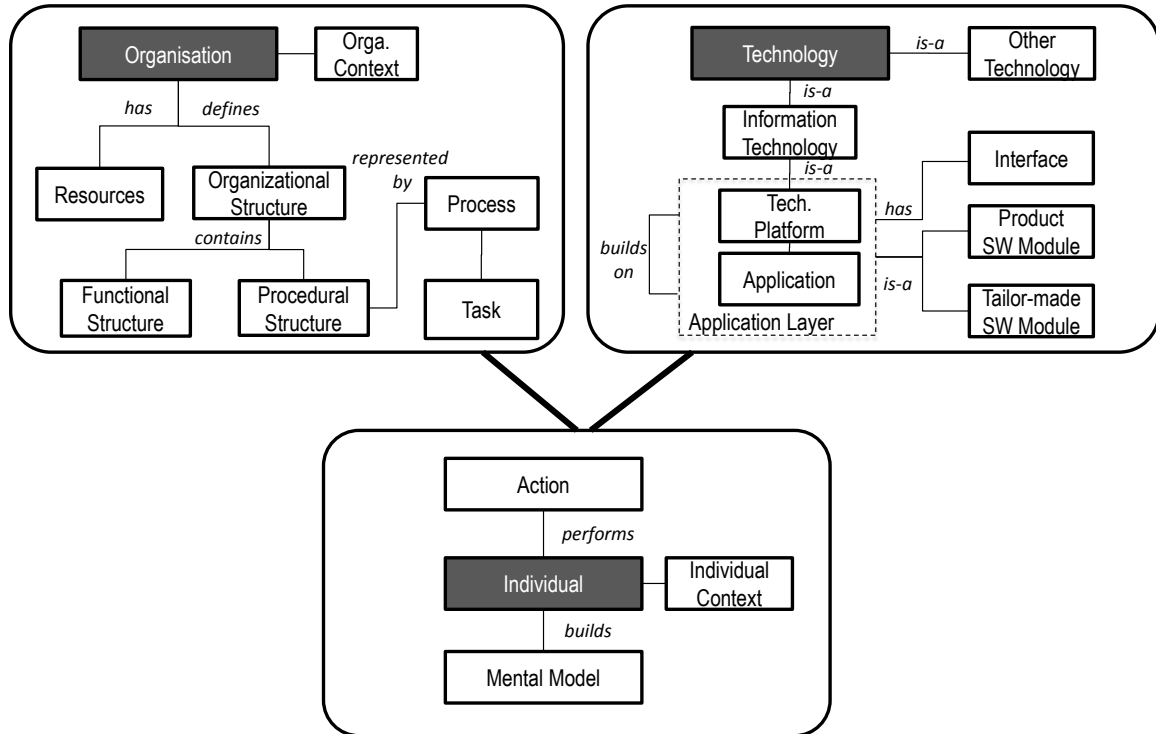 Organisation
Orga.
Context
has
defines
Resources
Organizational
Structure
represented
by
Process
contains
Functional
Structure
Procedural
Structure
Task
Technology
is-a
Other
Technology
is-a
Information
Technology
is-a
Interface
Tech.
Platform
has
Product
SW Module
builds
on
Application
is-a
Tailor-made
SW Module
Application Layer
Action
performs
Individual
Individual
Context
builds
Mental Model